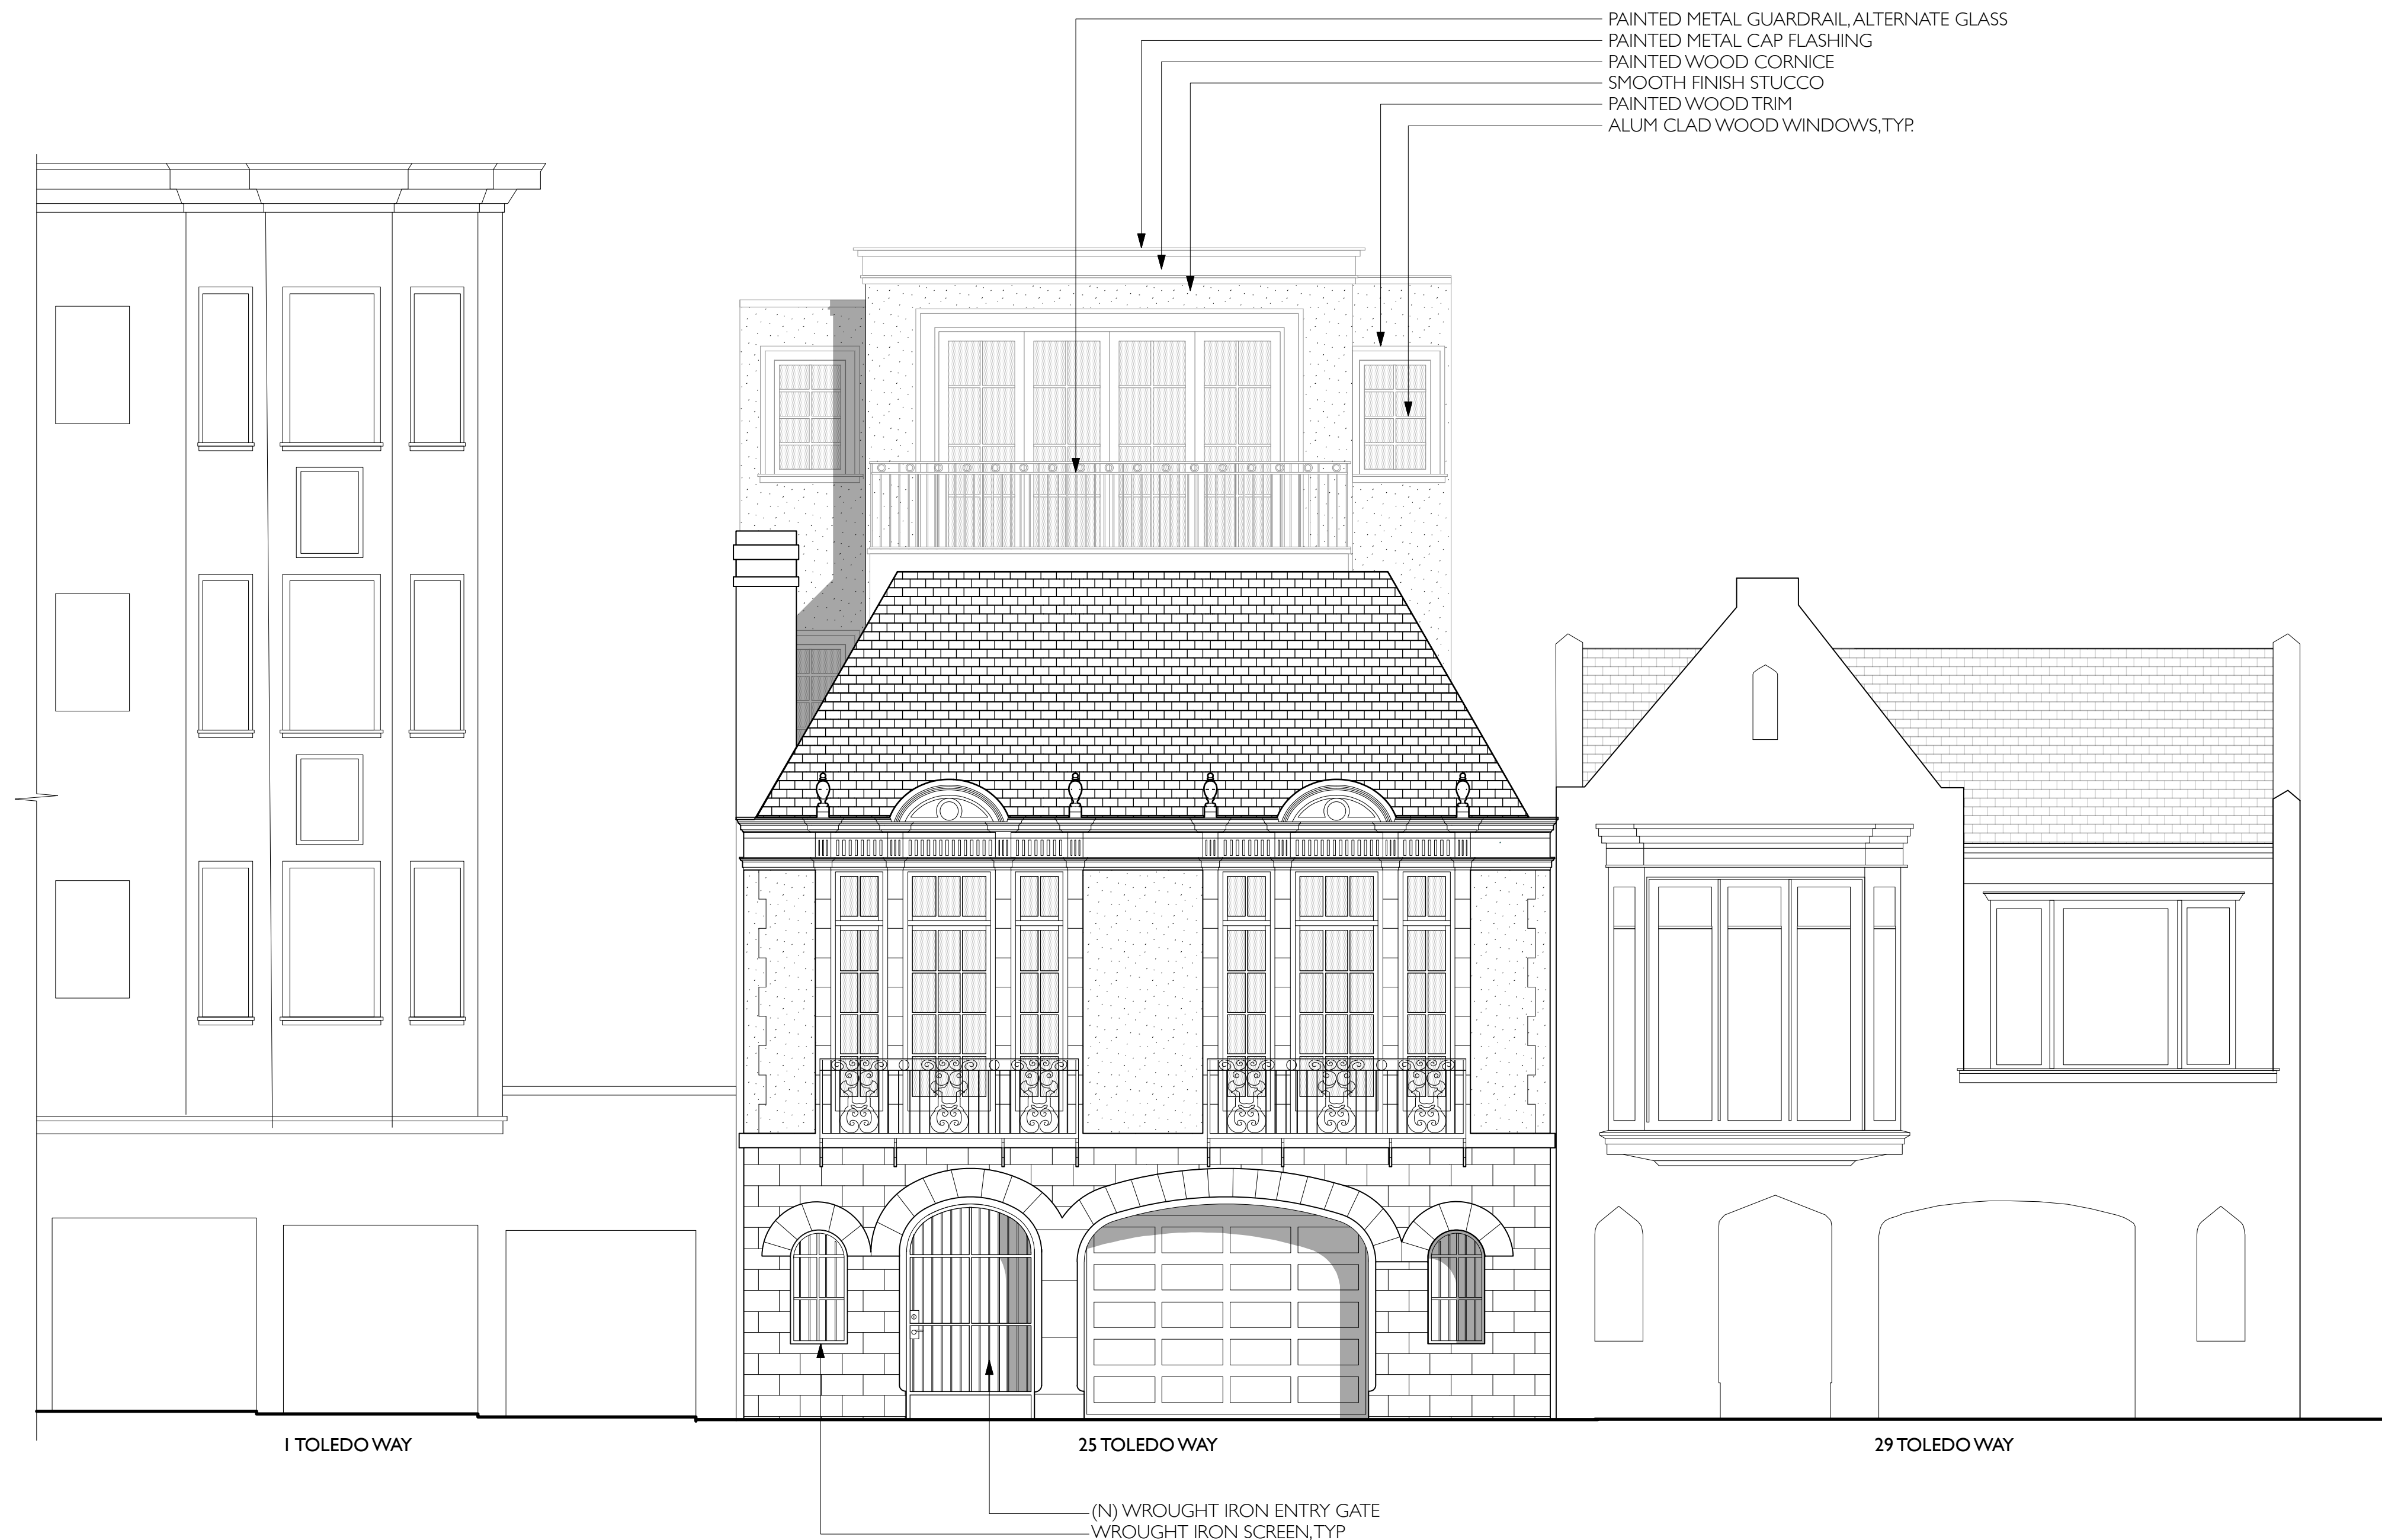 PAINTED METAL GUARDRAIL, ALTERNATE GLASS
PAINTED METAL CAP FLASHING
PAINTED WOOD CORNICE
SMOOTH FINISH STUCCO
PAINTED WOOD TRIM
ALUM CLAD WOOD WINDOWS, TYP.
1 TOLEDO WAY
25 TOLEDO WAY
29 TOLEDO WAY
(N) WROUGHT IRON ENTRY GATE
WROUGHT IRON SCREEN, TYP